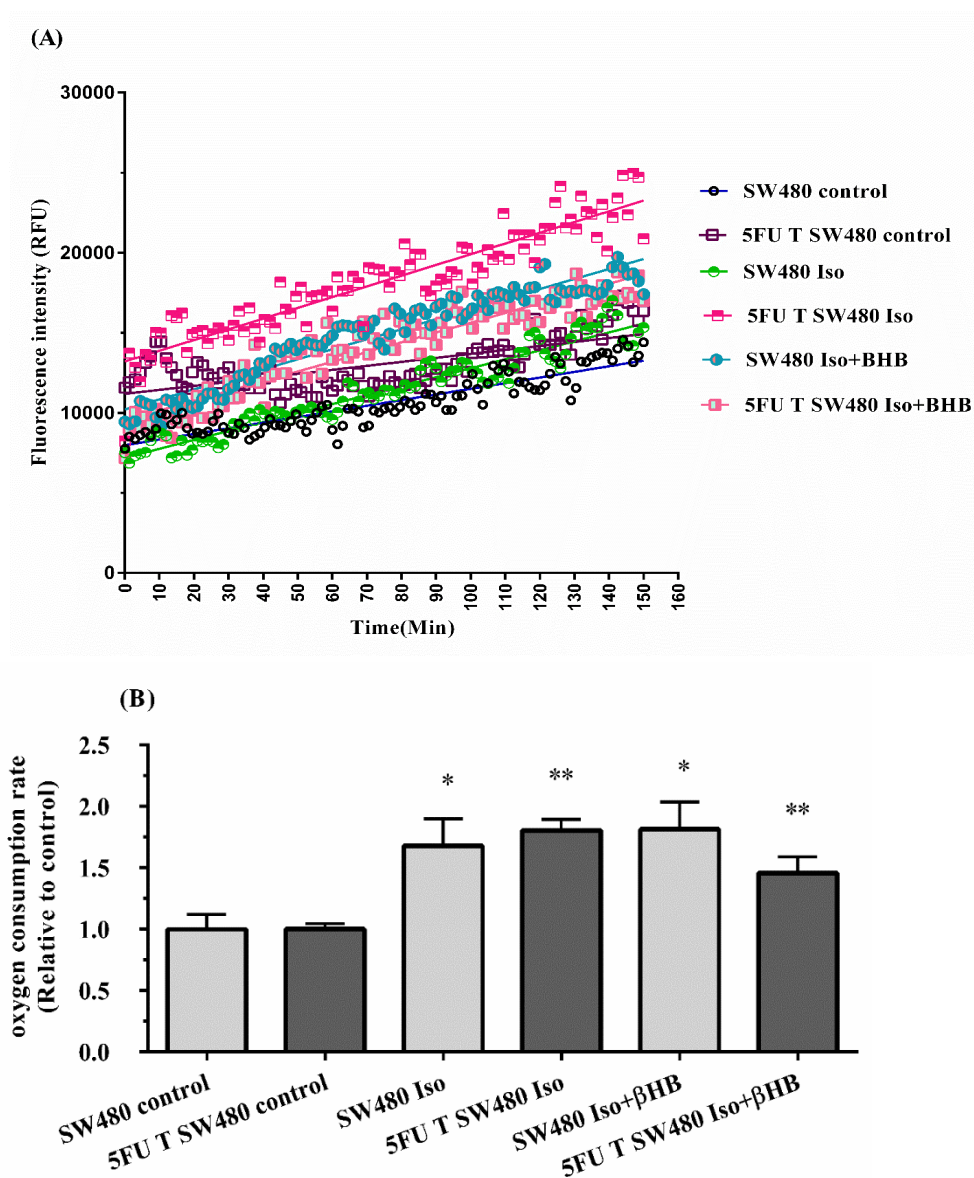 (A)
30000
20000
10000
0
Fluorescence intensity (RFU)
0 10 20 30 40 50 60 70 80 90 100 110 120 130 140 150 160
Time(Min)
SW480 control
5FU T SW480 control
SW480 Iso
5FU T SW480 Iso
SW480 Iso+BHB
5FU T SW480 Iso+BHB
(B)
oxygen consumption rate
(Relative to control)
2.5
2.0
1.5
1.0
0.5
0.0
*
**
*
**
SW480 control
5FU T SW480 control
SW480 Iso
5FU T SW480 Iso
SW480 Iso+βHB
5FU T SW480 Iso+βHB